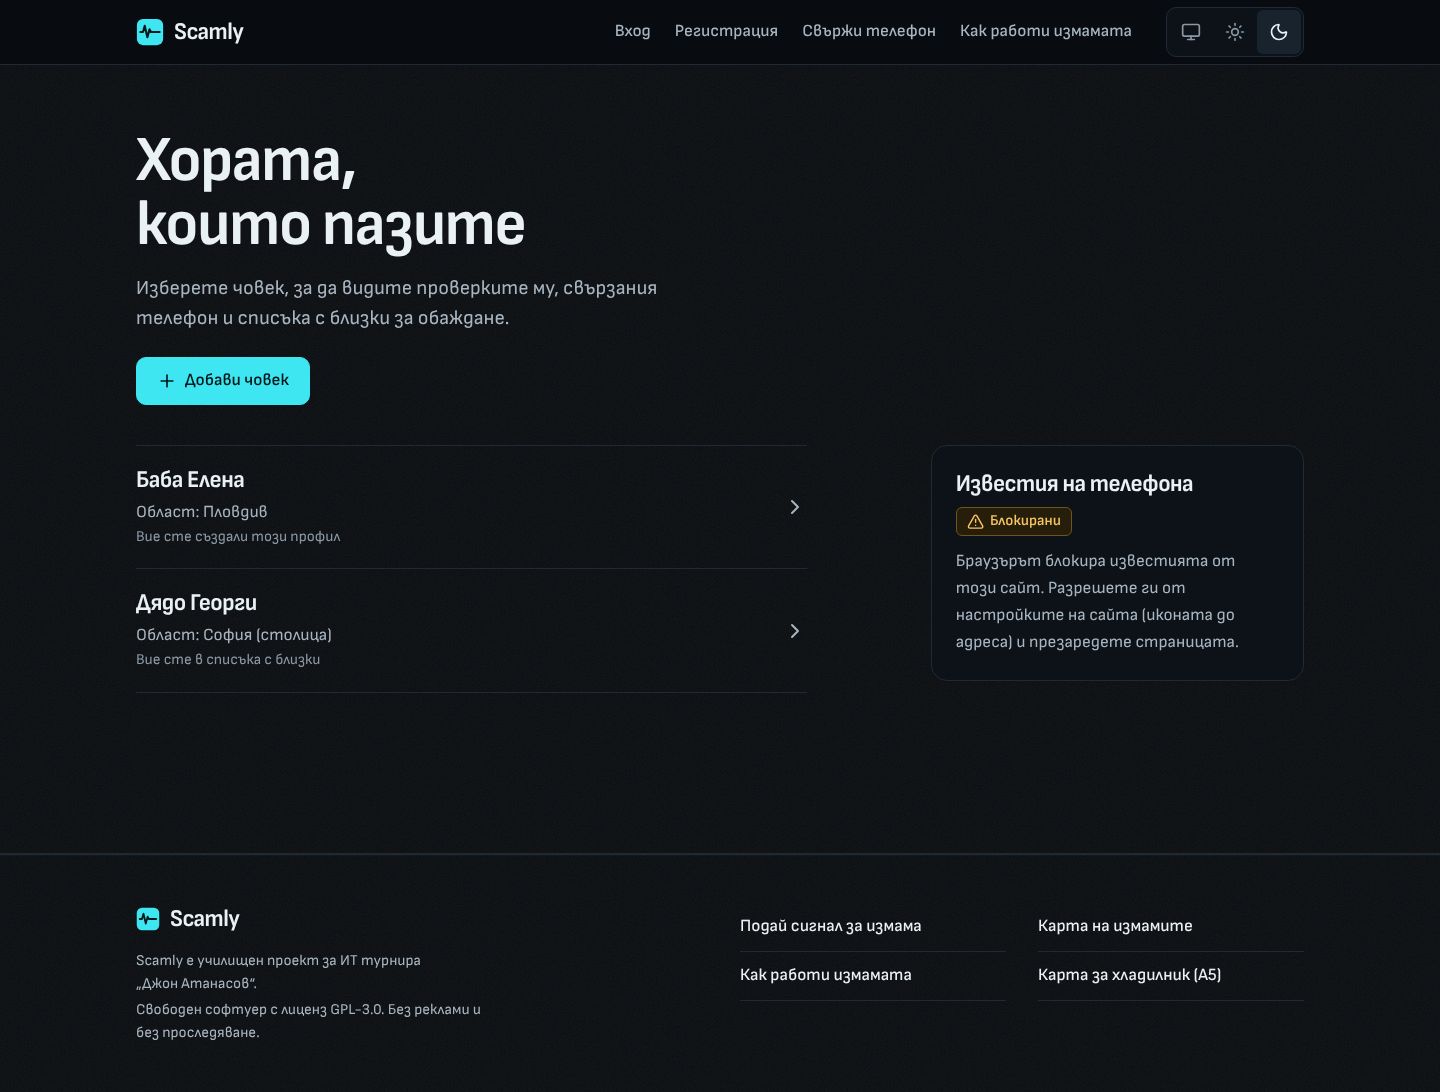 Scamly
Вход
Регистрация
Свържи телефон
Как работи измамата
Хората,
които пазите
Изберете човек, за да видите проверките му, свързания
телефон и списъка с близки за обаждане.
Добави човек
Баба Елена
Област: Пловдив
Вие сте създали този профил
Дядо Георги
Област: София (столица)
Вие сте в списъка с близки
Известия на телефона
Блокирани
Браузърът блокира известията от
този сайт. Разрешете ги от
настройките на сайта (иконата до
адреса) и презаредете страницата.
Scamly
Scamly е училищен проект за ИТ турнира
„Джон Атанасов“.
Свободен софтуер с лиценз GPL-3.0. Без реклами и
без проследяване.
Подай сигнал за измама
Карта на измамите
Как работи измамата
Карта за хладилник (А5)